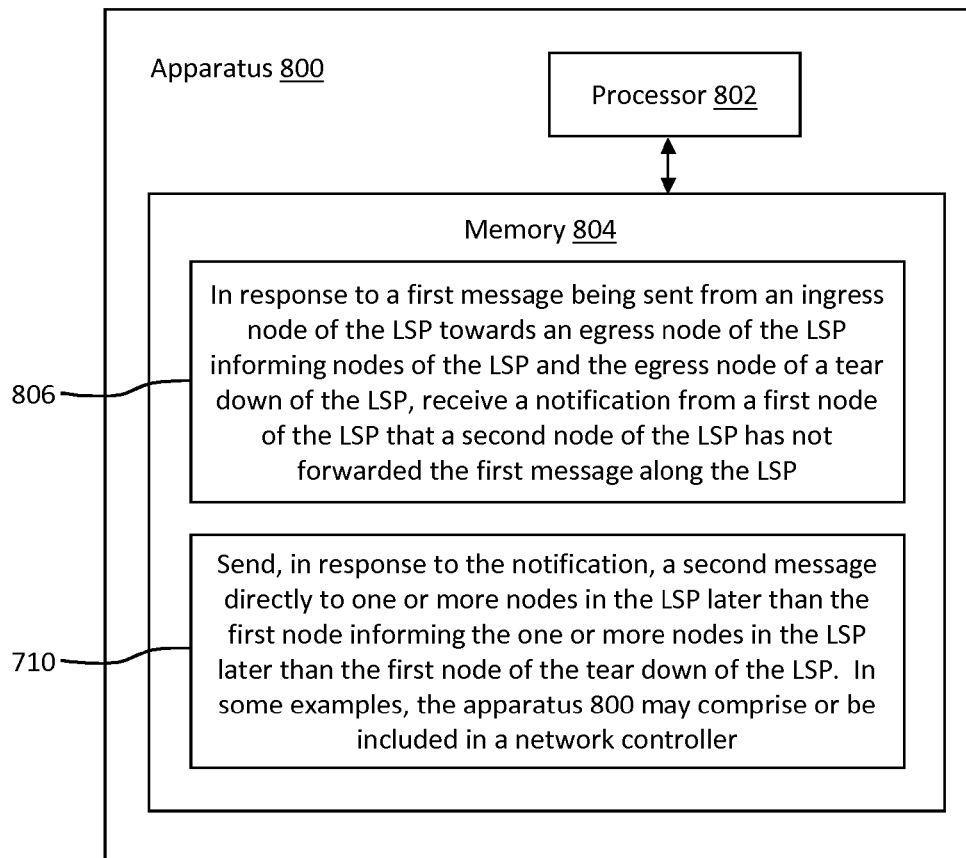 Apparatus 800
Processor 802
Memory 804
In response to a first message being sent from an ingress
node of the LSP towards an egress node of the LSP
informing nodes of the LSP and the egress node of a tear
down of the LSP, receive a notification from a first node
of the LSP that a second node of the LSP has not
forwarded the first message along the LSP
806
Send, in response to the notification, a second message
directly to one or more nodes in the LSP later than the
first node informing the one or more nodes in the LSP
later than the first node of the tear down of the LSP.  In
some examples, the apparatus 800 may comprise or be
included in a network controller
710